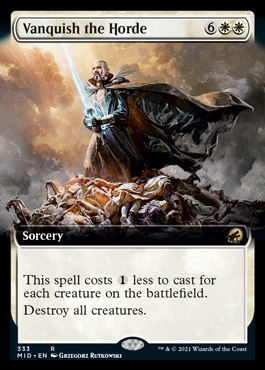 Vanquish the Horde 6
Sorcery
This spell costs 1 less to cast for
each creature on the battlefield.
Destroy all creatures.
333 R
MID • EN Grzegorz Rutkowski ™ & © 2021 Wizards of the Coast